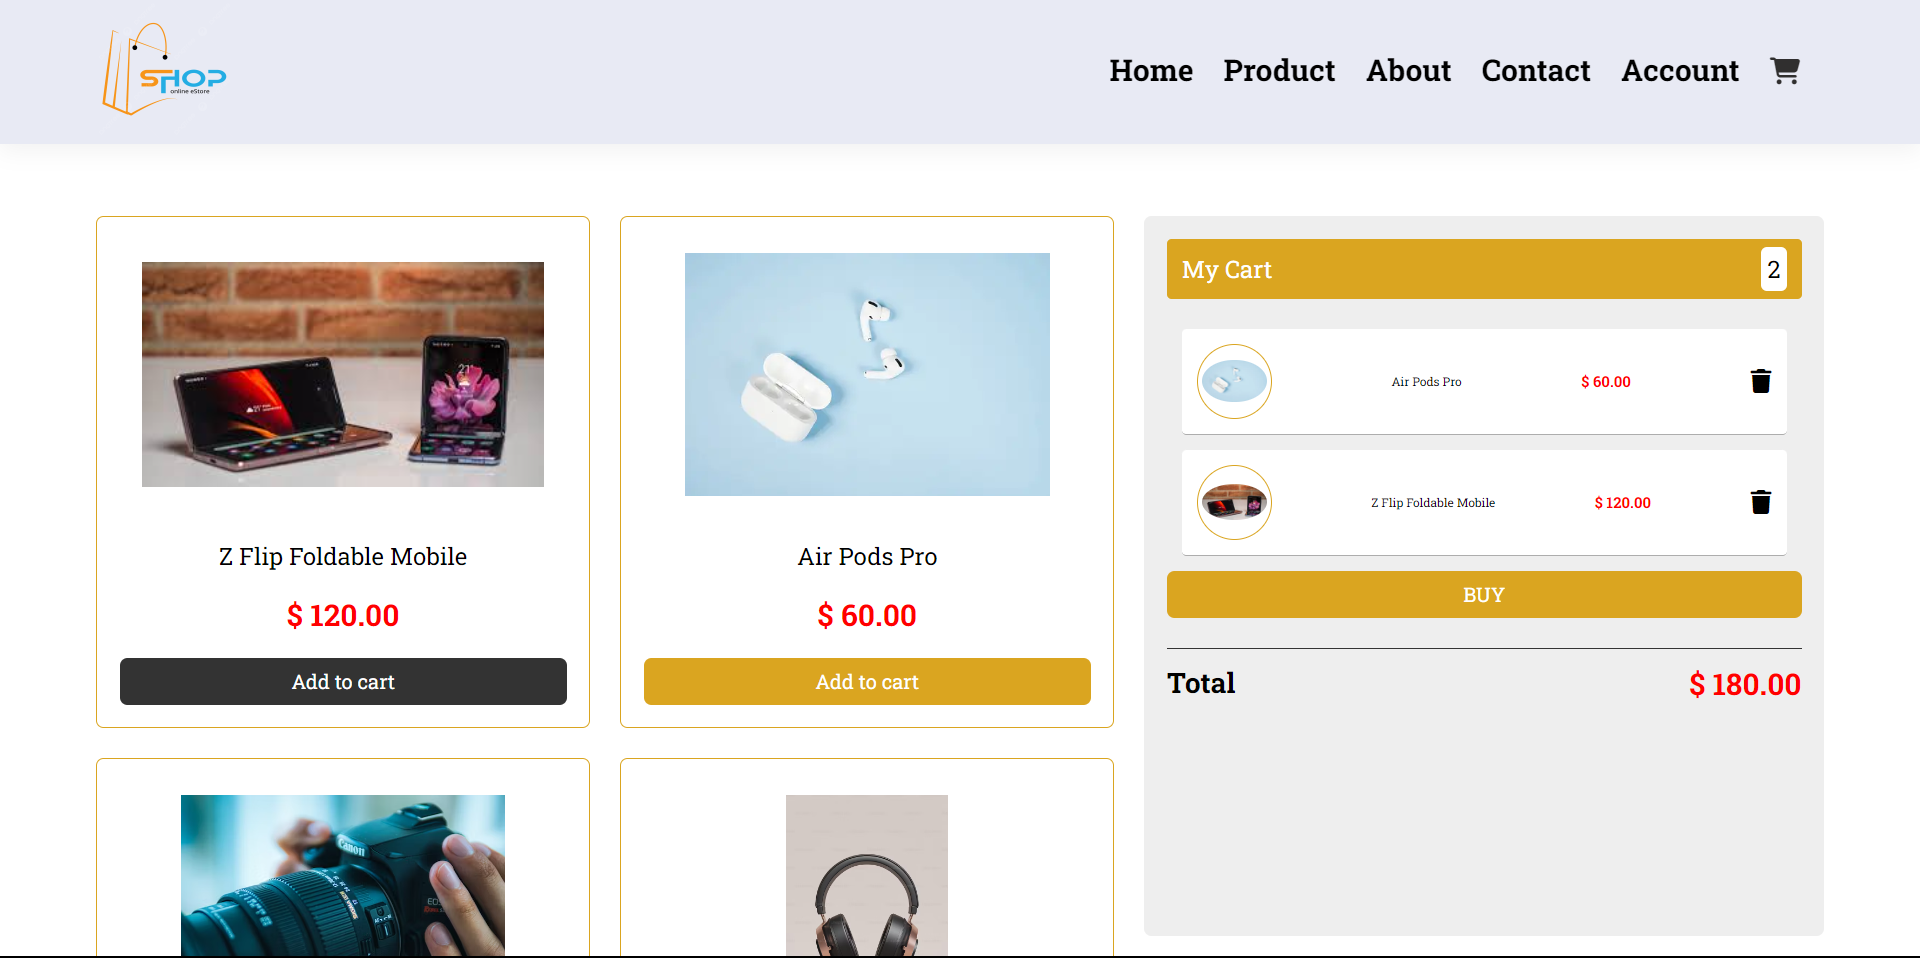 SHOP
online eStore
Home
Product
About
Contact
Account
Z Flip Foldable Mobile
$ 120.00
Add to cart
Air Pods Pro
$ 60.00
Add to cart
Canon
My Cart
2
Air Pods Pro
$ 60.00
Z Flip Foldable Mobile
$ 120.00
BUY
Total
$ 180.00